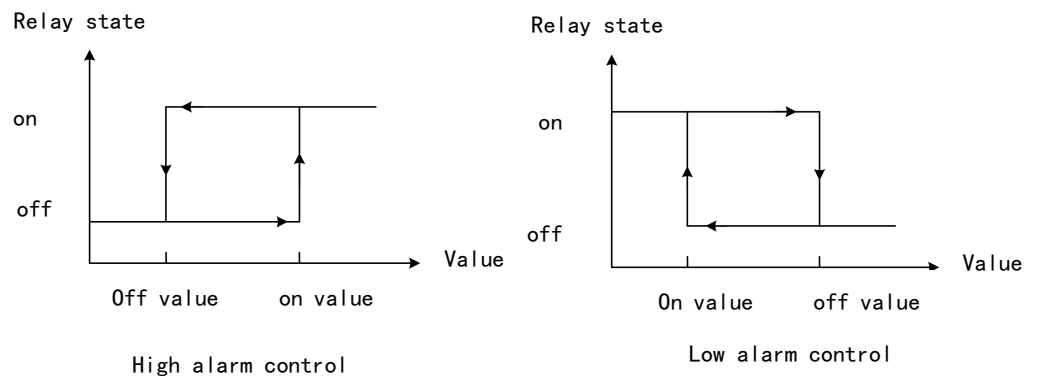 Relay state
on
off
Value
Off value
on value
High alarm control
Relay state
on
off
Value
On value
off value
Low alarm control